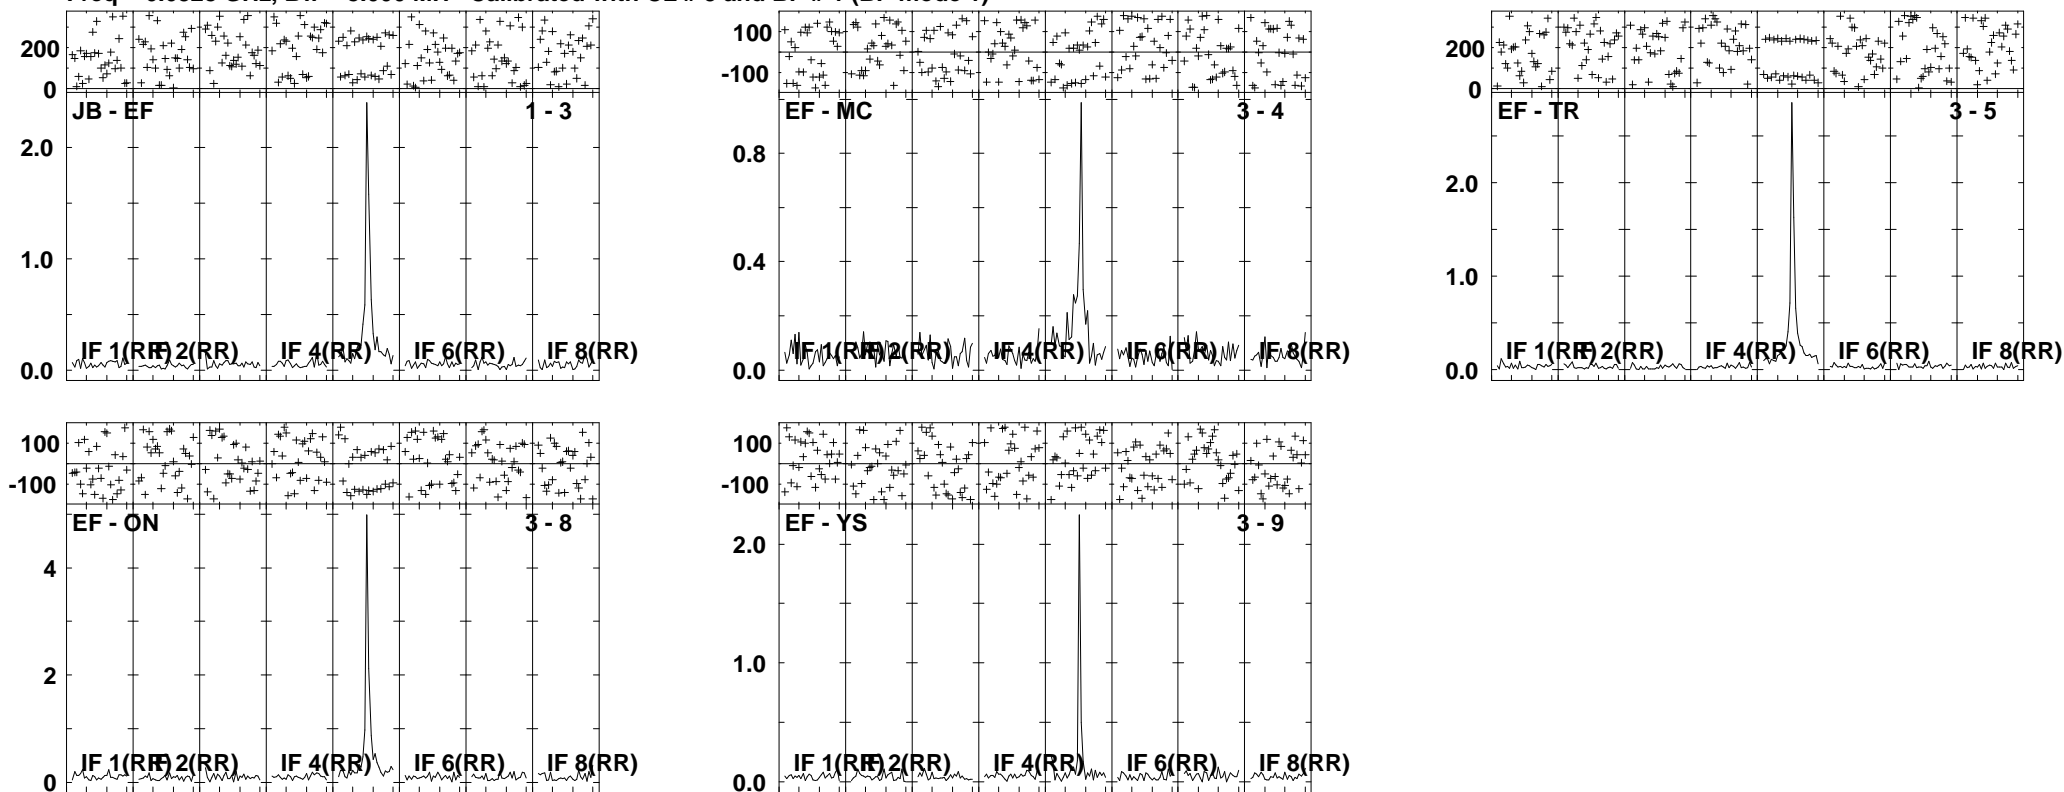 200
0
JB - EF
1 - 3
2.0
1.0
0.0
IF 1(RR)
IF 2(RR)
IF 4(RR)
IF 6(RR)
IF 8(RR)
100
-100
EF - MC
3 - 4
0.8
0.4
0.0
IF 1(RR)
IF 2(RR)
IF 4(RR)
IF 6(RR)
IF 8(RR)
200
0
EF - TR
3 - 5
2.0
1.0
0.0
IF 1(RR)
IF 2(RR)
IF 4(RR)
IF 6(RR)
IF 8(RR)
100
-100
EF - ON
3 - 8
4
2
0
IF 1(RR)
IF 2(RR)
IF 4(RR)
IF 6(RR)
IF 8(RR)
100
-100
EF - YS
3 - 9
2.0
1.0
0.0
IF 1(RR)
IF 2(RR)
IF 4(RR)
IF 6(RR)
IF 8(RR)